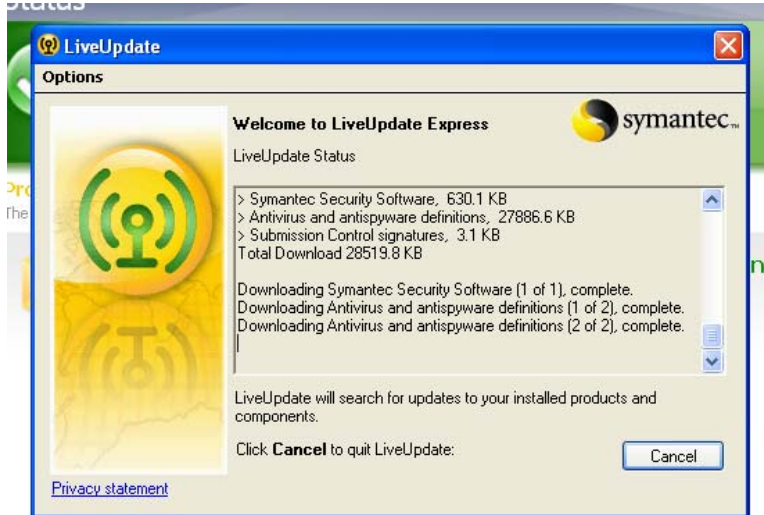 Status
LiveUpdate
Options
symantec™
Welcome to LiveUpdate Express
LiveUpdate Status
> Symantec Security Software, 630.1 KB
> Antivirus and antispyware definitions, 27886.6 KB
> Submission Control signatures, 3.1 KB
Total Download 28519.8 KB
Downloading Symantec Security Software (1 of 1), complete.
Downloading Antivirus and antispyware definitions (1 of 2), complete.
Downloading Antivirus and antispyware definitions (2 of 2), complete.
LiveUpdate will search for updates to your installed products and
components.
Click Cancel to quit LiveUpdate:
Cancel
Privacy statement
The